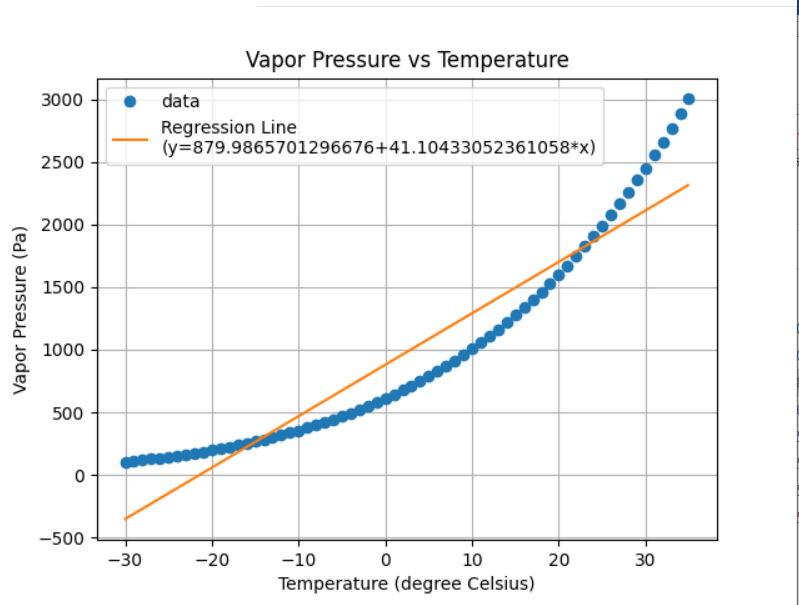 Vapor Pressure vs Temperature
data
Regression Line
(y=879.9865701296676+41.10433052361058*x)
3000
2500
2000
1500
1000
500
0
−500
Vapor Pressure (Pa)
−30
−20
−10
0
10
20
30
Temperature (degree Celsius)